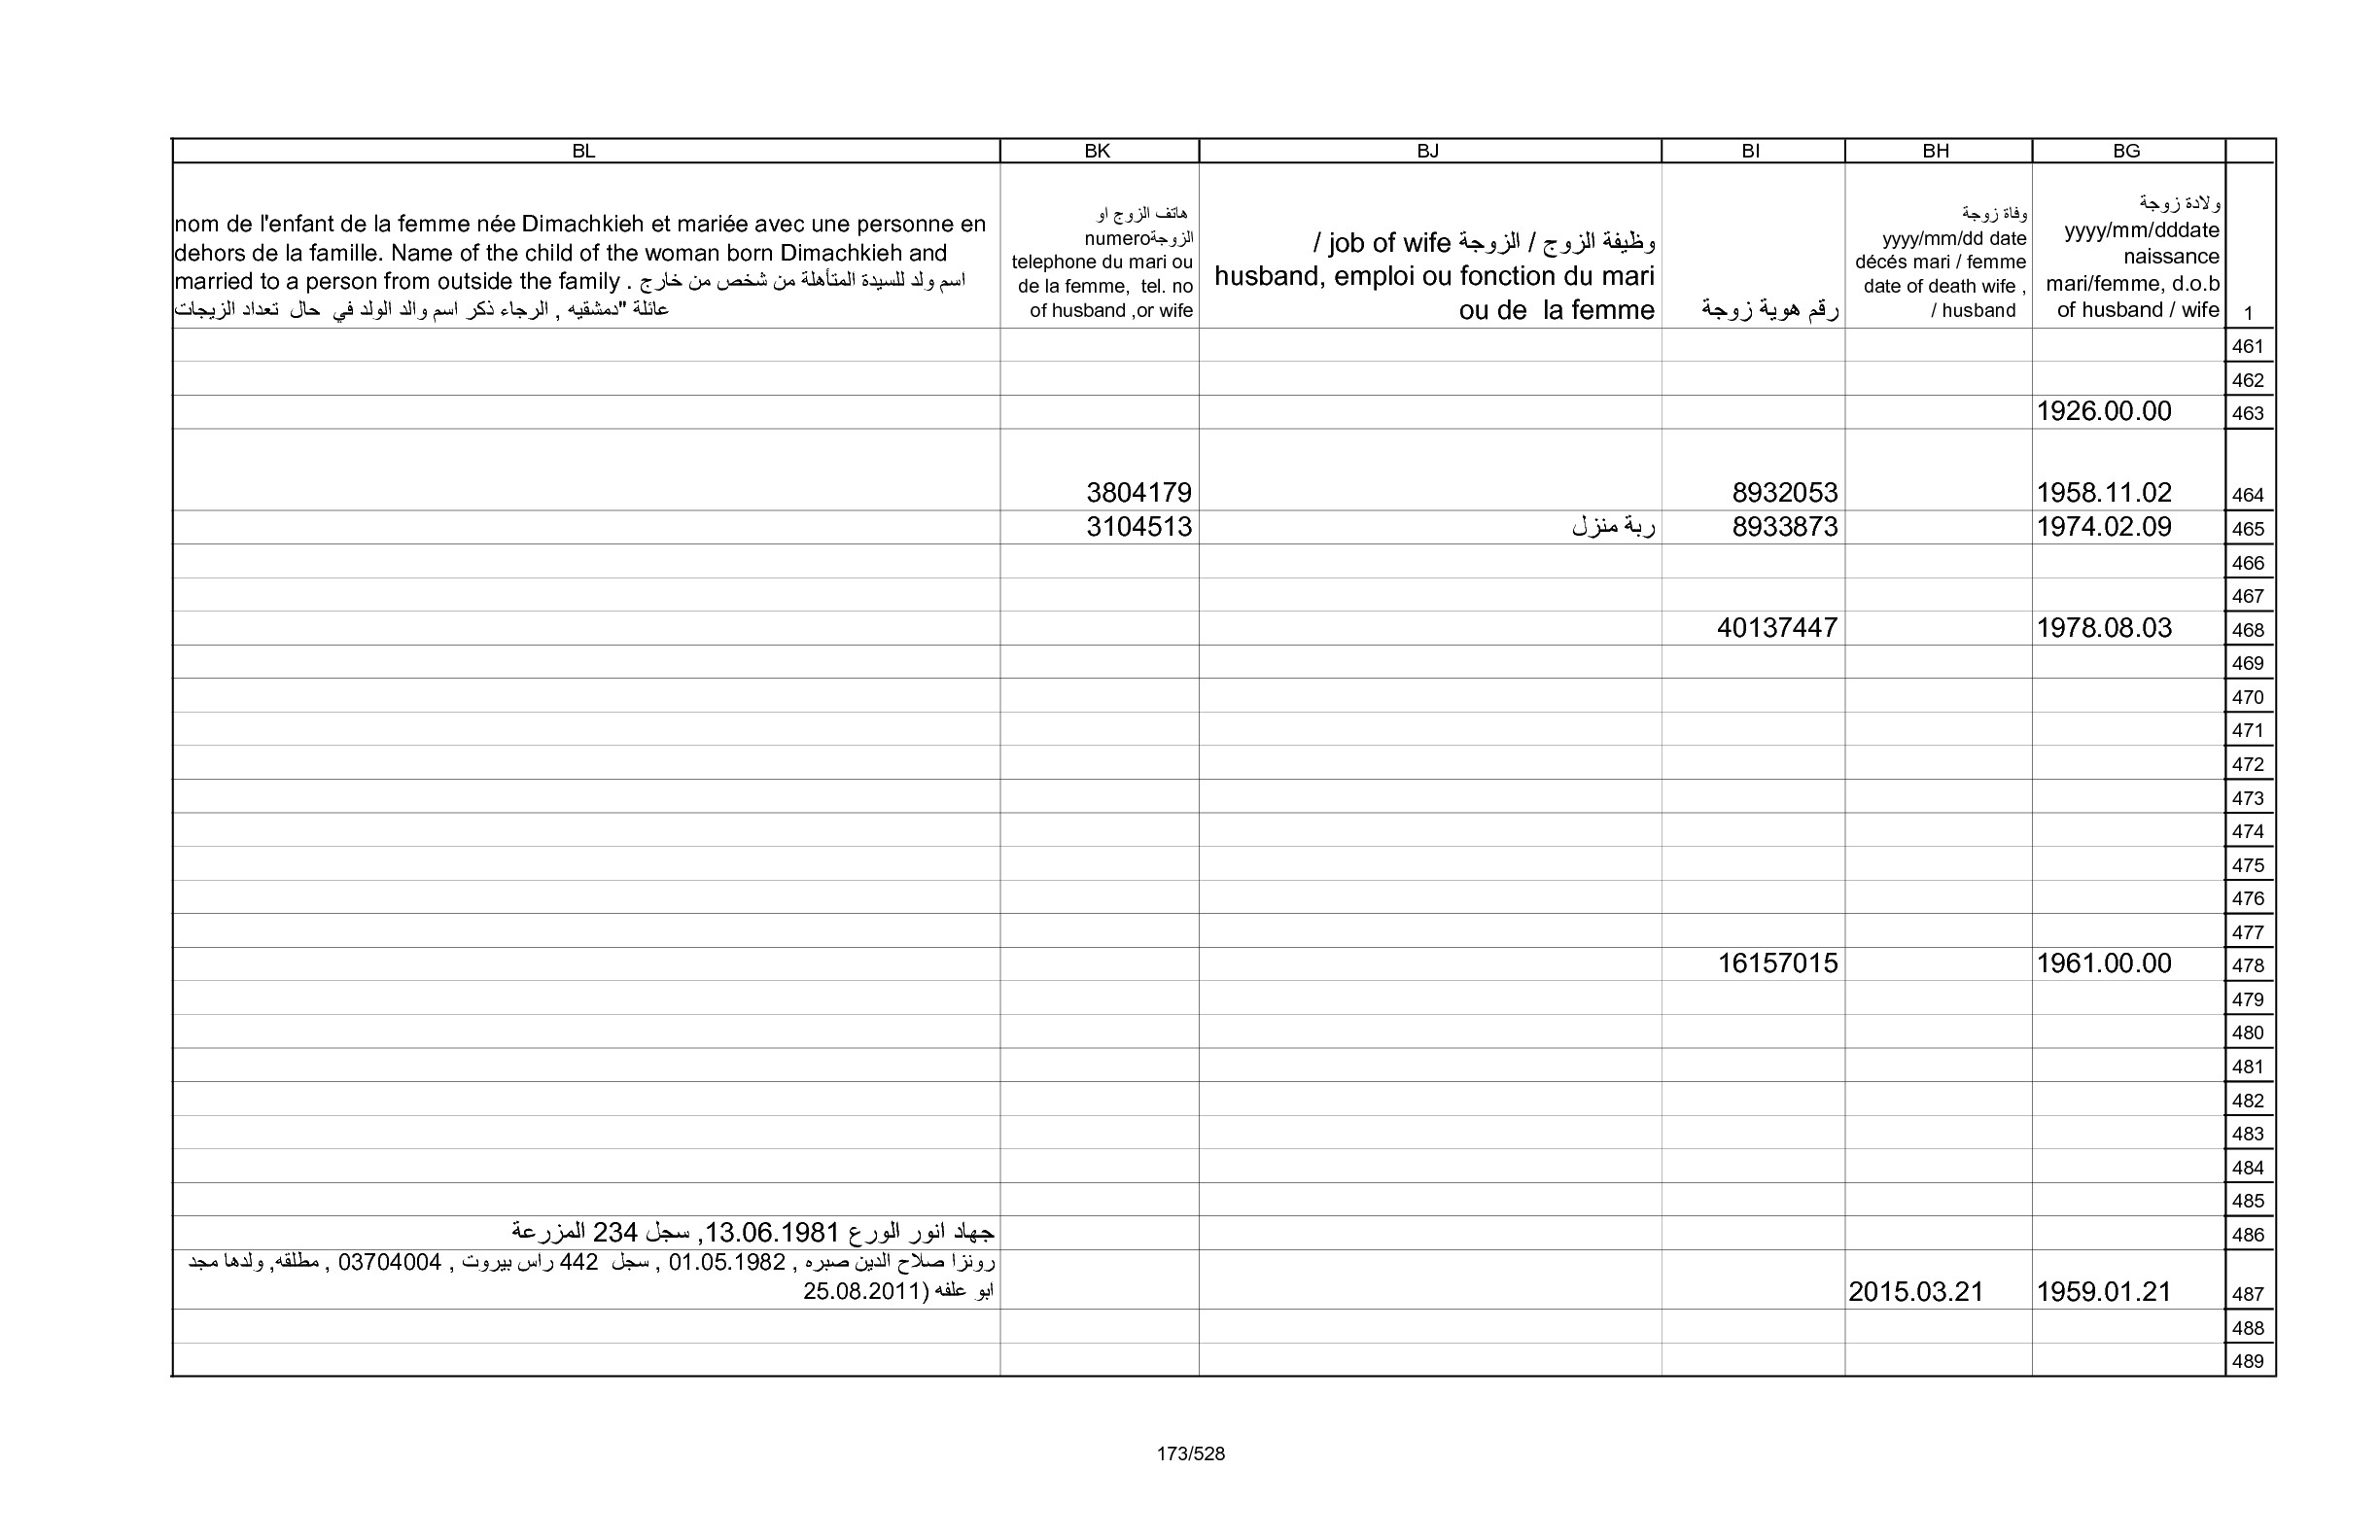 BL BK BJ BI BH BG
nom de l'enfant de la femme née Dimachkieh et mariée avec une personne en
dehors de la famille. Name of the child of the woman born Dimachkieh and
married to a person from outside the family . اسم ولد للسيدة المتأهلة من شخص من خارج
عائلة "دمشقيه , الرجاء ذكر اسم والد الولد في حال تعداد الزيجات
هاتف الزوج او
الزوجةnumero
telephone du mari ou
de la femme, tel. no
of husband ,or wife
وظيفة الزوج / الزوجة job of wife /
husband, emploi ou fonction du mari
ou de la femme
رقم هوية زوجة
وفاة زوجة
yyyy/mm/dd date
décés mari / femme
date of death wife ,
/ husband
ولادة زوجة
yyyy/mm/dddate
naissance
mari/femme, d.o.b
of husband / wife
1
461
462
1926.00.00 463
3804179 8932053 1958.11.02 464
3104513 ربة منزل 8933873 1974.02.09 465
466
467
40137447 1978.08.03 468
469
470
471
472
473
474
475
476
477
16157015 1961.00.00 478
479
480
481
482
483
484
485
جهاد انور الورع 13.06.1981, سجل 234 المزرعة 486
رونزا صلاح الدين صبره , 01.05.1982 , سجل 442 راس بيروت , 03704004 , مطلقه, ولدها مجد
ابو علفه (25.08.2011 2015.03.21 1959.01.21 487
488
489
173/528